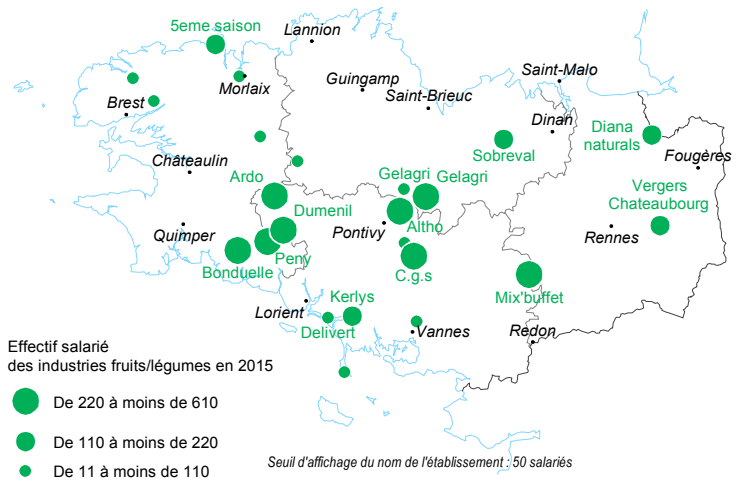 5eme saison
Lannion
Morlaix
Guingamp
Saint-Malo
Brest
Saint-Brieuc
Dinan
Diana
naturals
Sobreval
Fougères
Châteaulin
Ardo
Gelagri
Gelagri
Vergers
Chateaubourg
Dumenil
Altho
Quimper
Pontivy
Rennes
Peny
Bonduelle
C.g.s
Mix'buffet
Kerlys
Lorient
Delivert
Vannes
Redon
Effectif salarié
des industries fruits/légumes en 2015
De 220 à moins de 610
De 110 à moins de 220
De 11 à moins de 110
Seuil d'affichage du nom de l'établissement : 50 salariés